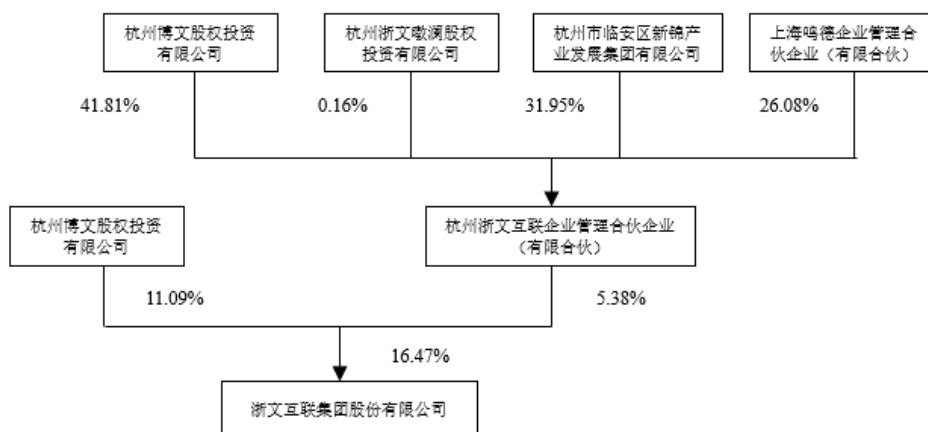 杭州博文股权投资
有限公司
杭州浙文暾澜股权
投资有限公司
杭州市临安区新锦产
业发展集团有限公司
上海鸣德企业管理合
伙企业（有限合伙）
41.81%
0.16%
31.95%
26.08%
杭州博文股权投资
有限公司
杭州浙文互联企业管理合伙企业
（有限合伙）
11.09%
5.38%
16.47%
浙文互联集团股份有限公司